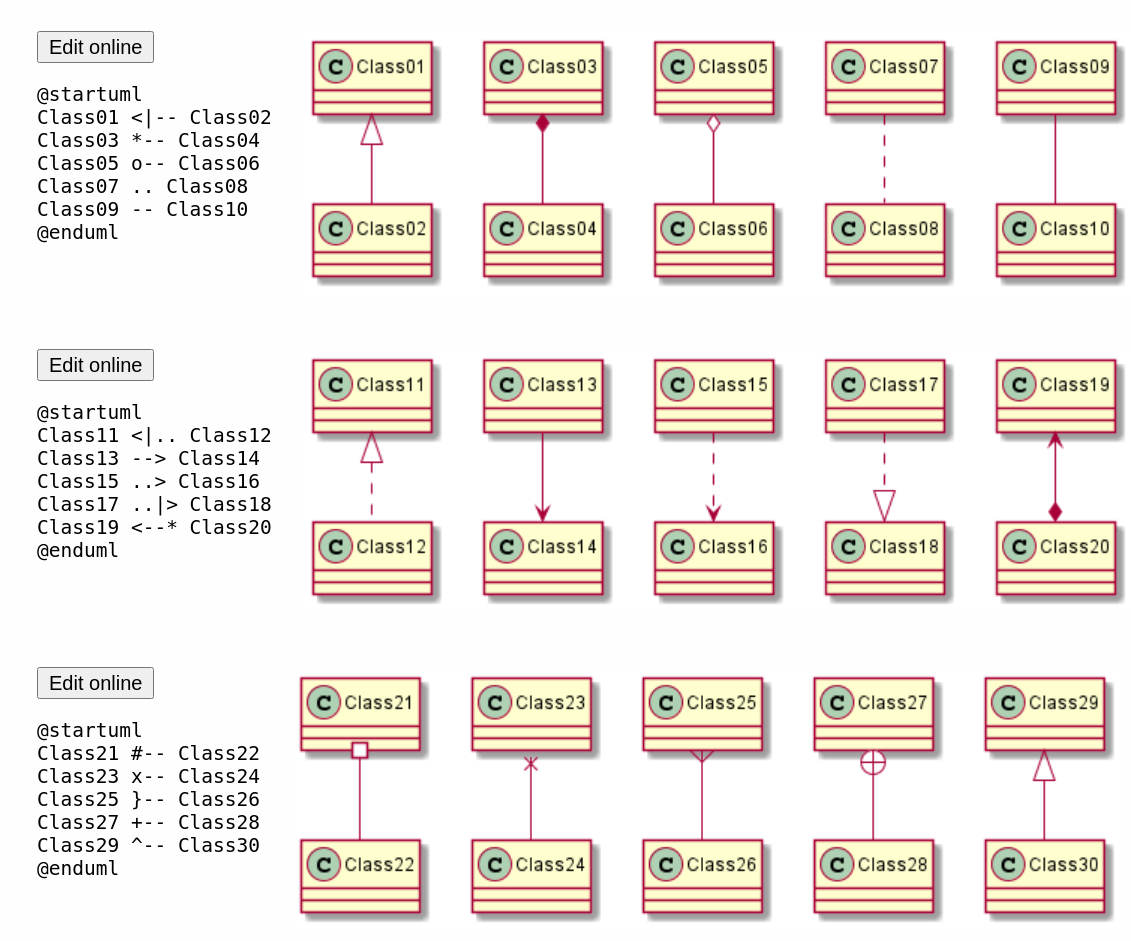 Edit online
@startuml
Class01 <|-- Class02
Class03 *-- Class04
Class05 o-- Class06
Class07 .. Class08
Class09 -- Class10
@enduml
C Class01 C Class03 C Class05 C Class07 C Class09
C Class02 C Class04 C Class06 C Class08 C Class10
Edit online
@startuml
Class11 <|.. Class12
Class13 --> Class14
Class15 ..> Class16
Class17 ..|> Class18
Class19 <--* Class20
@enduml
C Class11 C Class13 C Class15 C Class17 C Class19
C Class12 C Class14 C Class16 C Class18 C Class20
Edit online
@startuml
Class21 #-- Class22
Class23 x-- Class24
Class25 }-- Class26
Class27 +-- Class28
Class29 ^-- Class30
@enduml
C Class21 C Class23 C Class25 C Class27 C Class29
C Class22 C Class24 C Class26 C Class28 C Class30